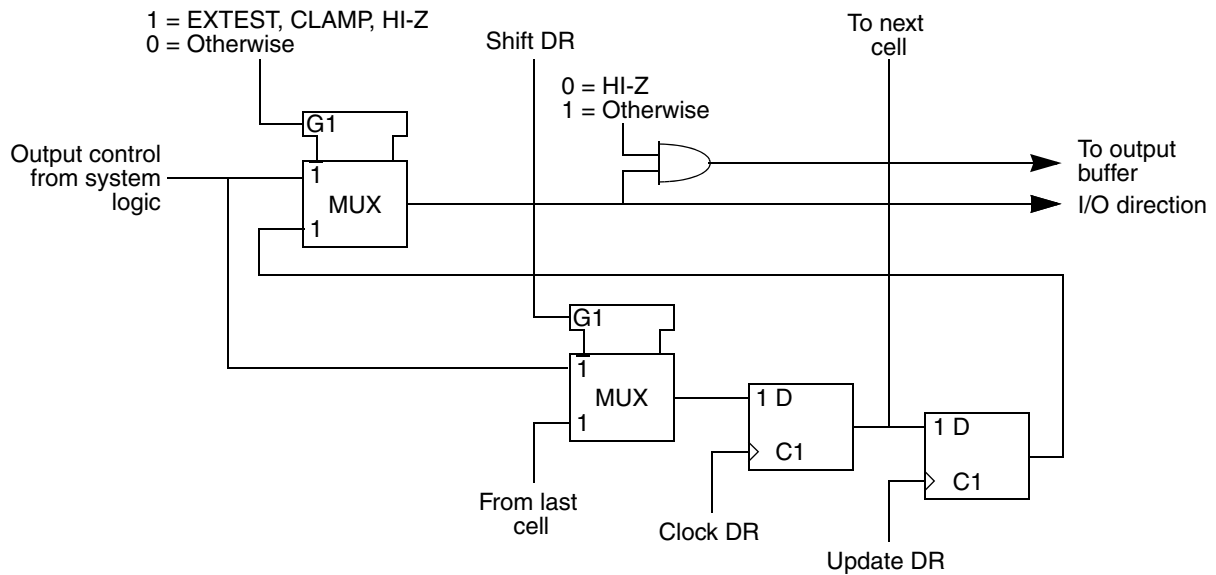 1 = EXTEST, CLAMP, HI-Z
0 = Otherwise
Shift DR
To next
cell
0 = HI-Z
1 = Otherwise
G1
Output control
from system
logic
1
MUX
1
To output
buffer
I/O direction
G1
1
MUX
1
1 D
C1
1 D
C1
From last
cell
Clock DR
Update DR